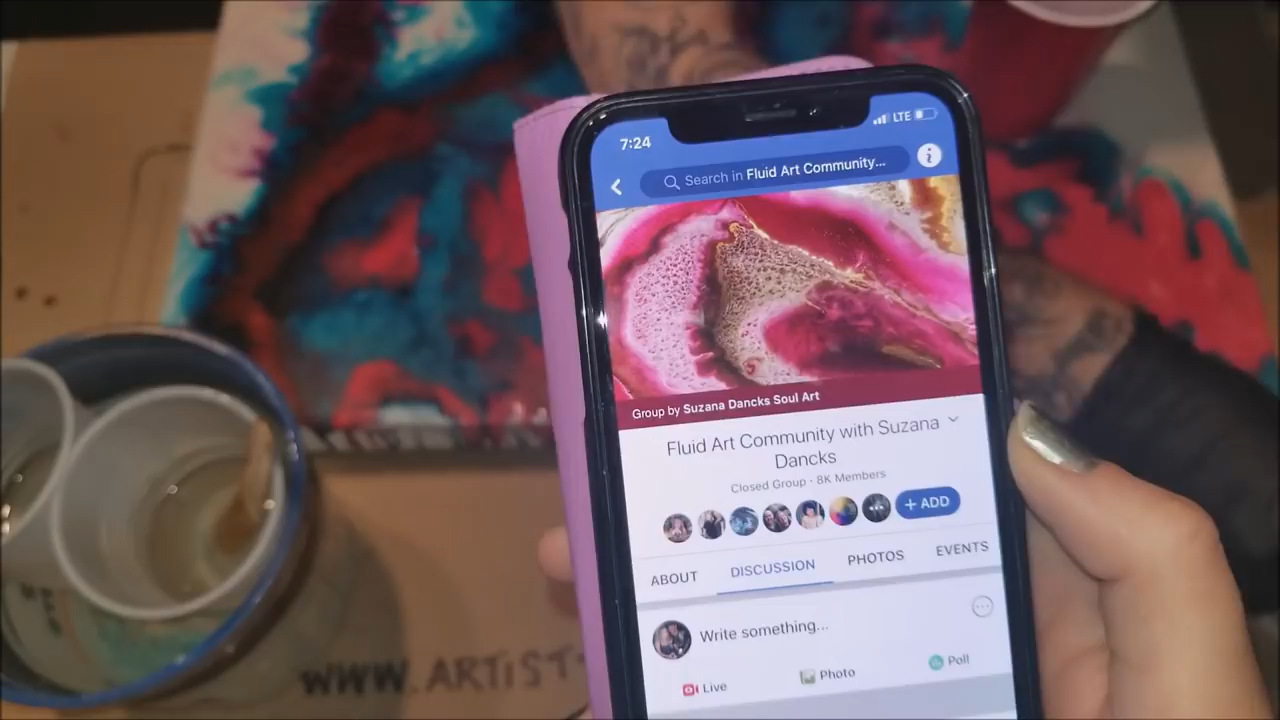 7:24
LTE
Search in Fluid Art Community...
Group by Suzana Dancks Soul Art
Fluid Art Community with Suzana
Dancks
Closed Group · 8K Members
+ ADD
ABOUT DISCUSSION PHOTOS EVENTS
Write something...
Live Photo Poll
WWW.ARTIST